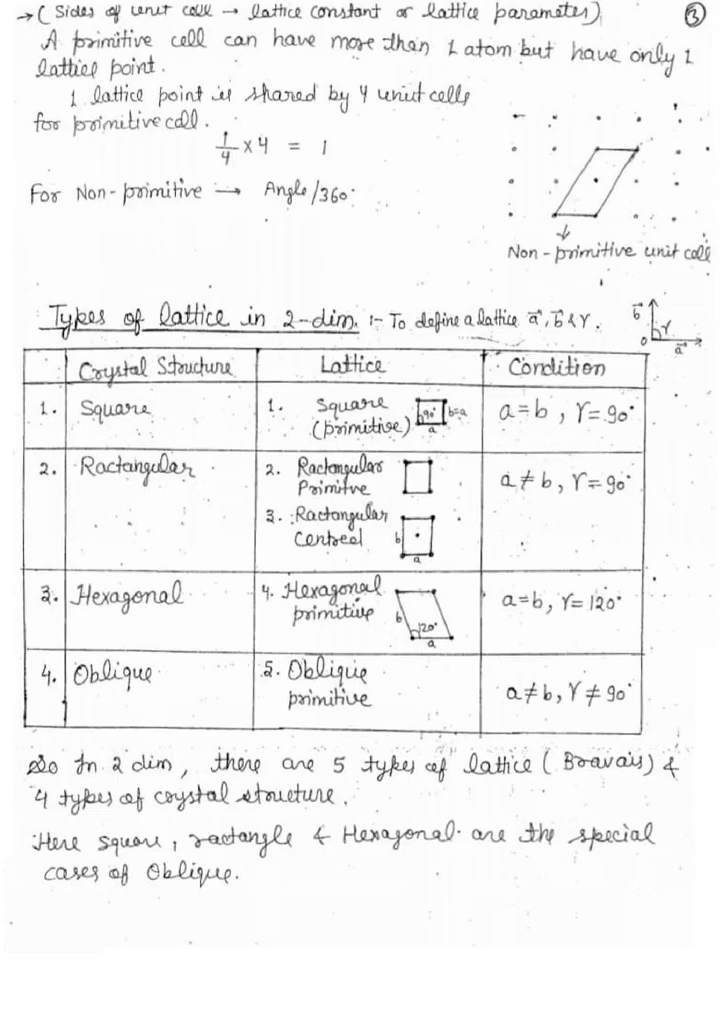 → ( Sides of unit cell → lattice constant or lattice parameter) ③
A primitive cell can have more than 1 atom but have only 1
lattice point.
1 lattice point is shared by 4 unit cells
for primitive cell.
1/4 × 4 = 1
For Non-primitive → Angle/360°
Non-primitive unit cell
Types of lattice in 2-dim. :- To define a lattice a⃗, b⃗ & γ.
b⃗ γ
o a⃗
Crystal Structure Lattice Condition
1. Square 1. Square (primitive) 90° b=a a a=b, γ=90°
2. Ractangular 2. Ractangular Primitve a≠b, γ=90°
3. Ractangular Centred b a
3. Hexagonal 4. Hexagonal primitive b 120° a a=b, γ=120°
4. Oblique 5. Oblique primitive a≠b, γ≠90°
So In 2 dim, there are 5 types of lattice (Bravais) &
4 types of crystal structure.
Here square, ractangle & Hexagonal are the special
cases of Oblique.